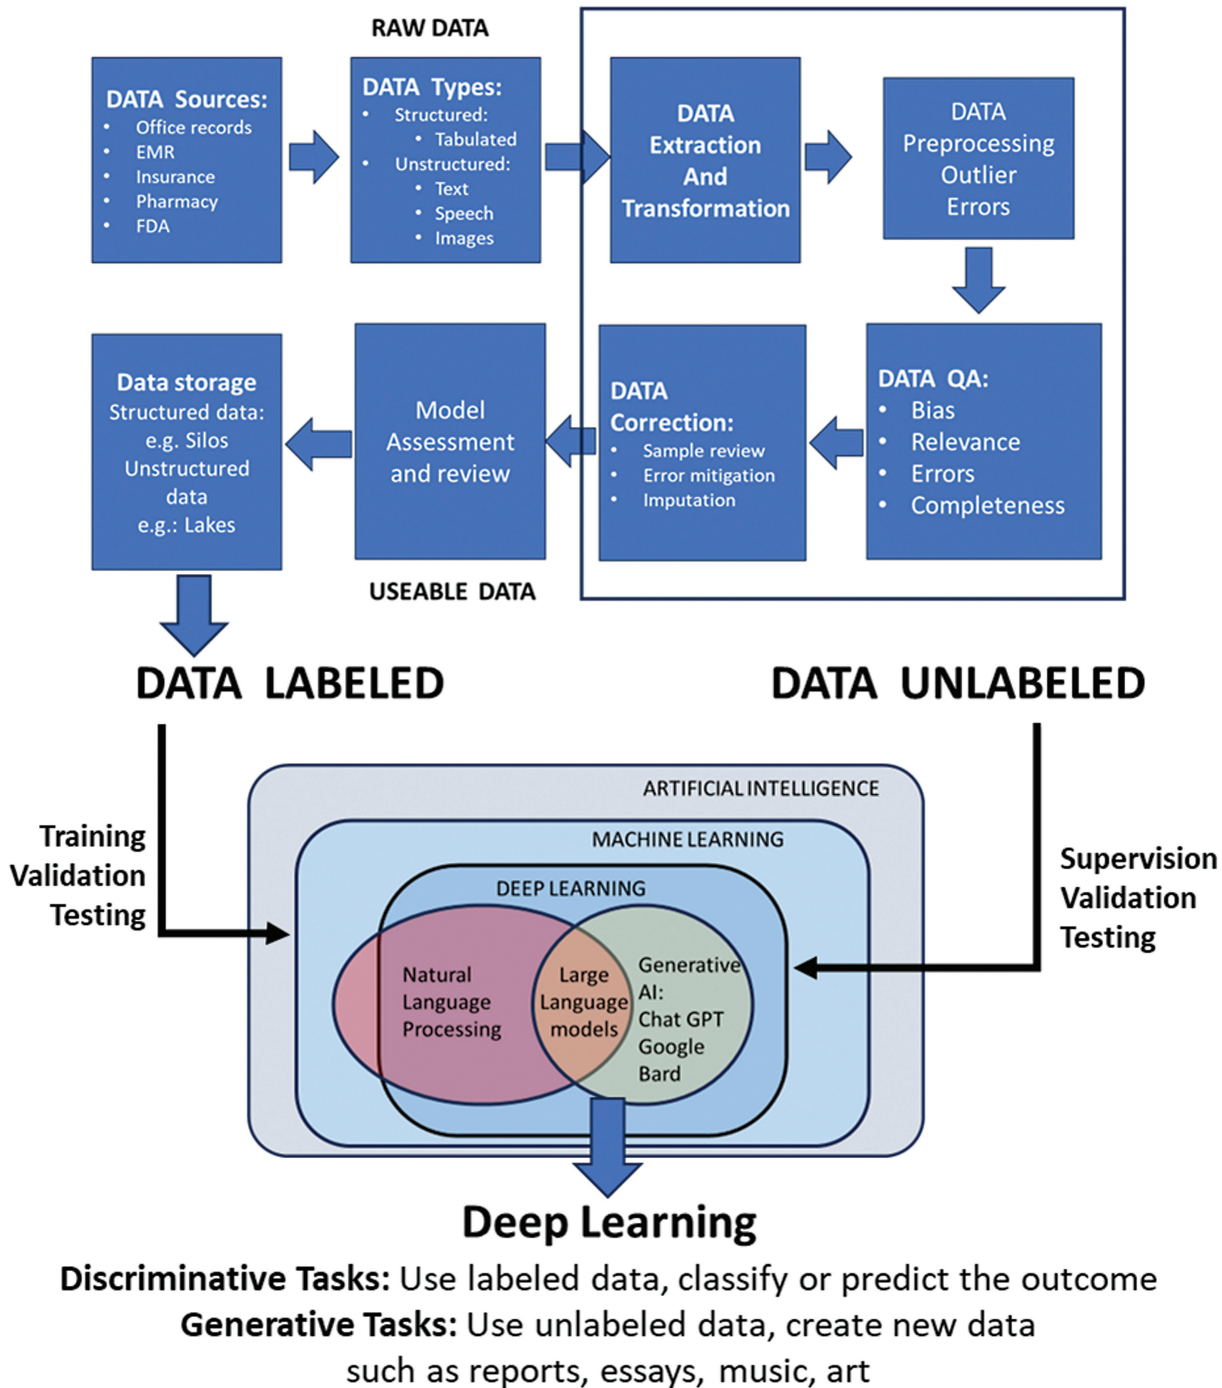 RAW DATA
DATA Sources:
• Office records
• EMR
• Insurance
• Pharmacy
• FDA
DATA Types:
• Structured:
• Tabulated
• Unstructured:
• Text
• Speech
• Images
DATA
Extraction
And
Transformation
DATA
Preprocessing
Outlier
Errors
Data storage
Structured data:
e.g. Silos
Unstructured
data
e.g.: Lakes
Model
Assessment
and review
DATA
Correction:
• Sample review
• Error mitigation
• Imputation
DATA QA:
• Bias
• Relevance
• Errors
• Completeness
USEABLE DATA
DATA LABELED
DATA UNLABELED
Training
Validation
Testing
ARTIFICIAL INTELLIGENCE
MACHINE LEARNING
DEEP LEARNING
Natural
Language
Processing
Large
Language
models
Generative
AI:
Chat GPT
Google
Bard
Supervision
Validation
Testing
Deep Learning
Discriminative Tasks: Use labeled data, classify or predict the outcome
Generative Tasks: Use unlabeled data, create new data
such as reports, essays, music, art